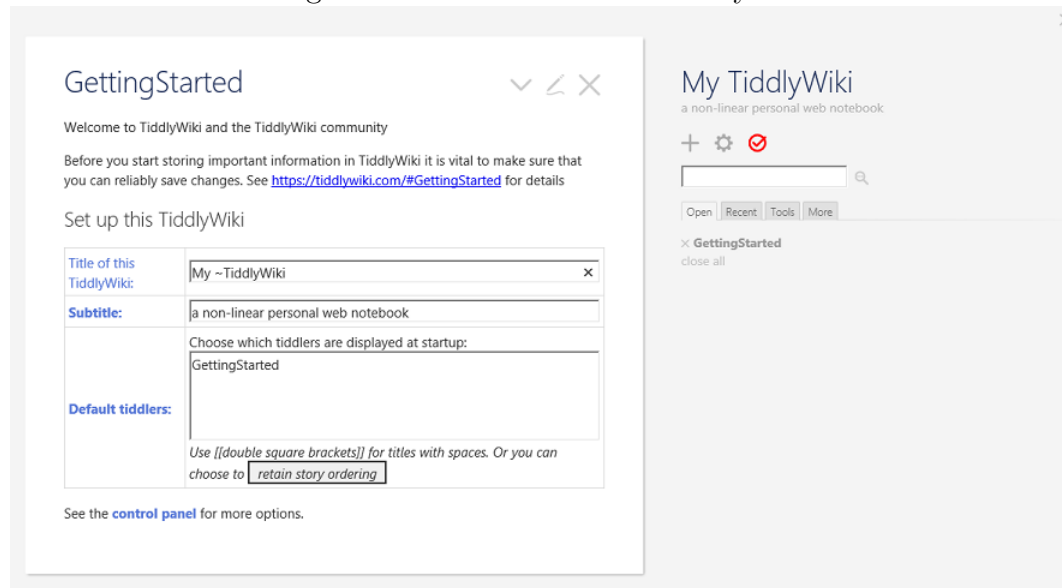 GettingStarted
Welcome to TiddlyWiki and the TiddlyWiki community
Before you start storing important information in TiddlyWiki it is vital to make sure that
you can reliably save changes. See https://tiddlywiki.com/#GettingStarted for details
Set up this TiddlyWiki
Title of this
TiddlyWiki:
My ~TiddlyWiki
Subtitle:
a non-linear personal web notebook
Default tiddlers:
Choose which tiddlers are displayed at startup:
GettingStarted
Use [[double square brackets]] for titles with spaces. Or you can
choose to retain story ordering
See the control panel for more options.
My TiddlyWiki
a non-linear personal web notebook
Open Recent Tools More
× GettingStarted
close all